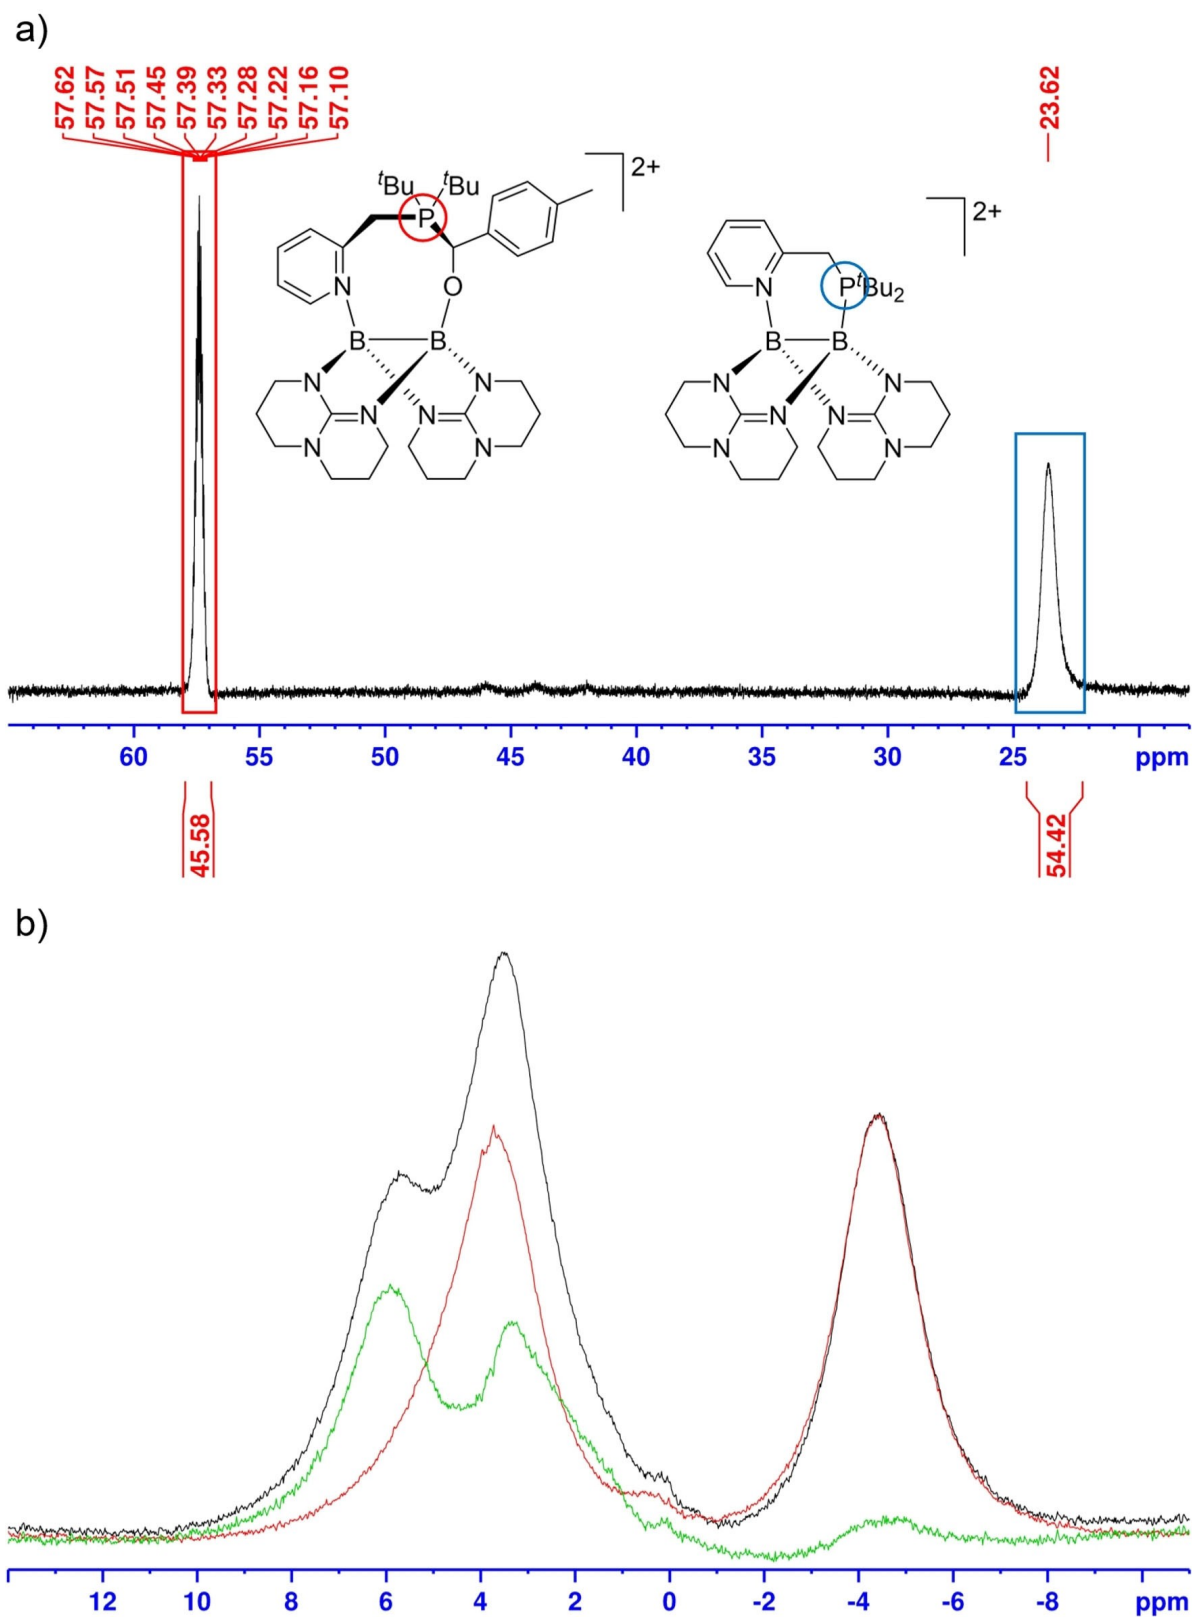 a)
57.62
57.57
57.51
57.45
57.39
57.33
57.28
57.22
57.16
57.10
23.62
2+
tBu tBu
P
N
O
B B
N N
N N
N N
2+
N
PtBu2
B B
N N
N N
N N
60 55 50 45 40 35 30 25 ppm
45.58
54.42
b)
12 10 8 6 4 2 0 -2 -4 -6 -8 ppm